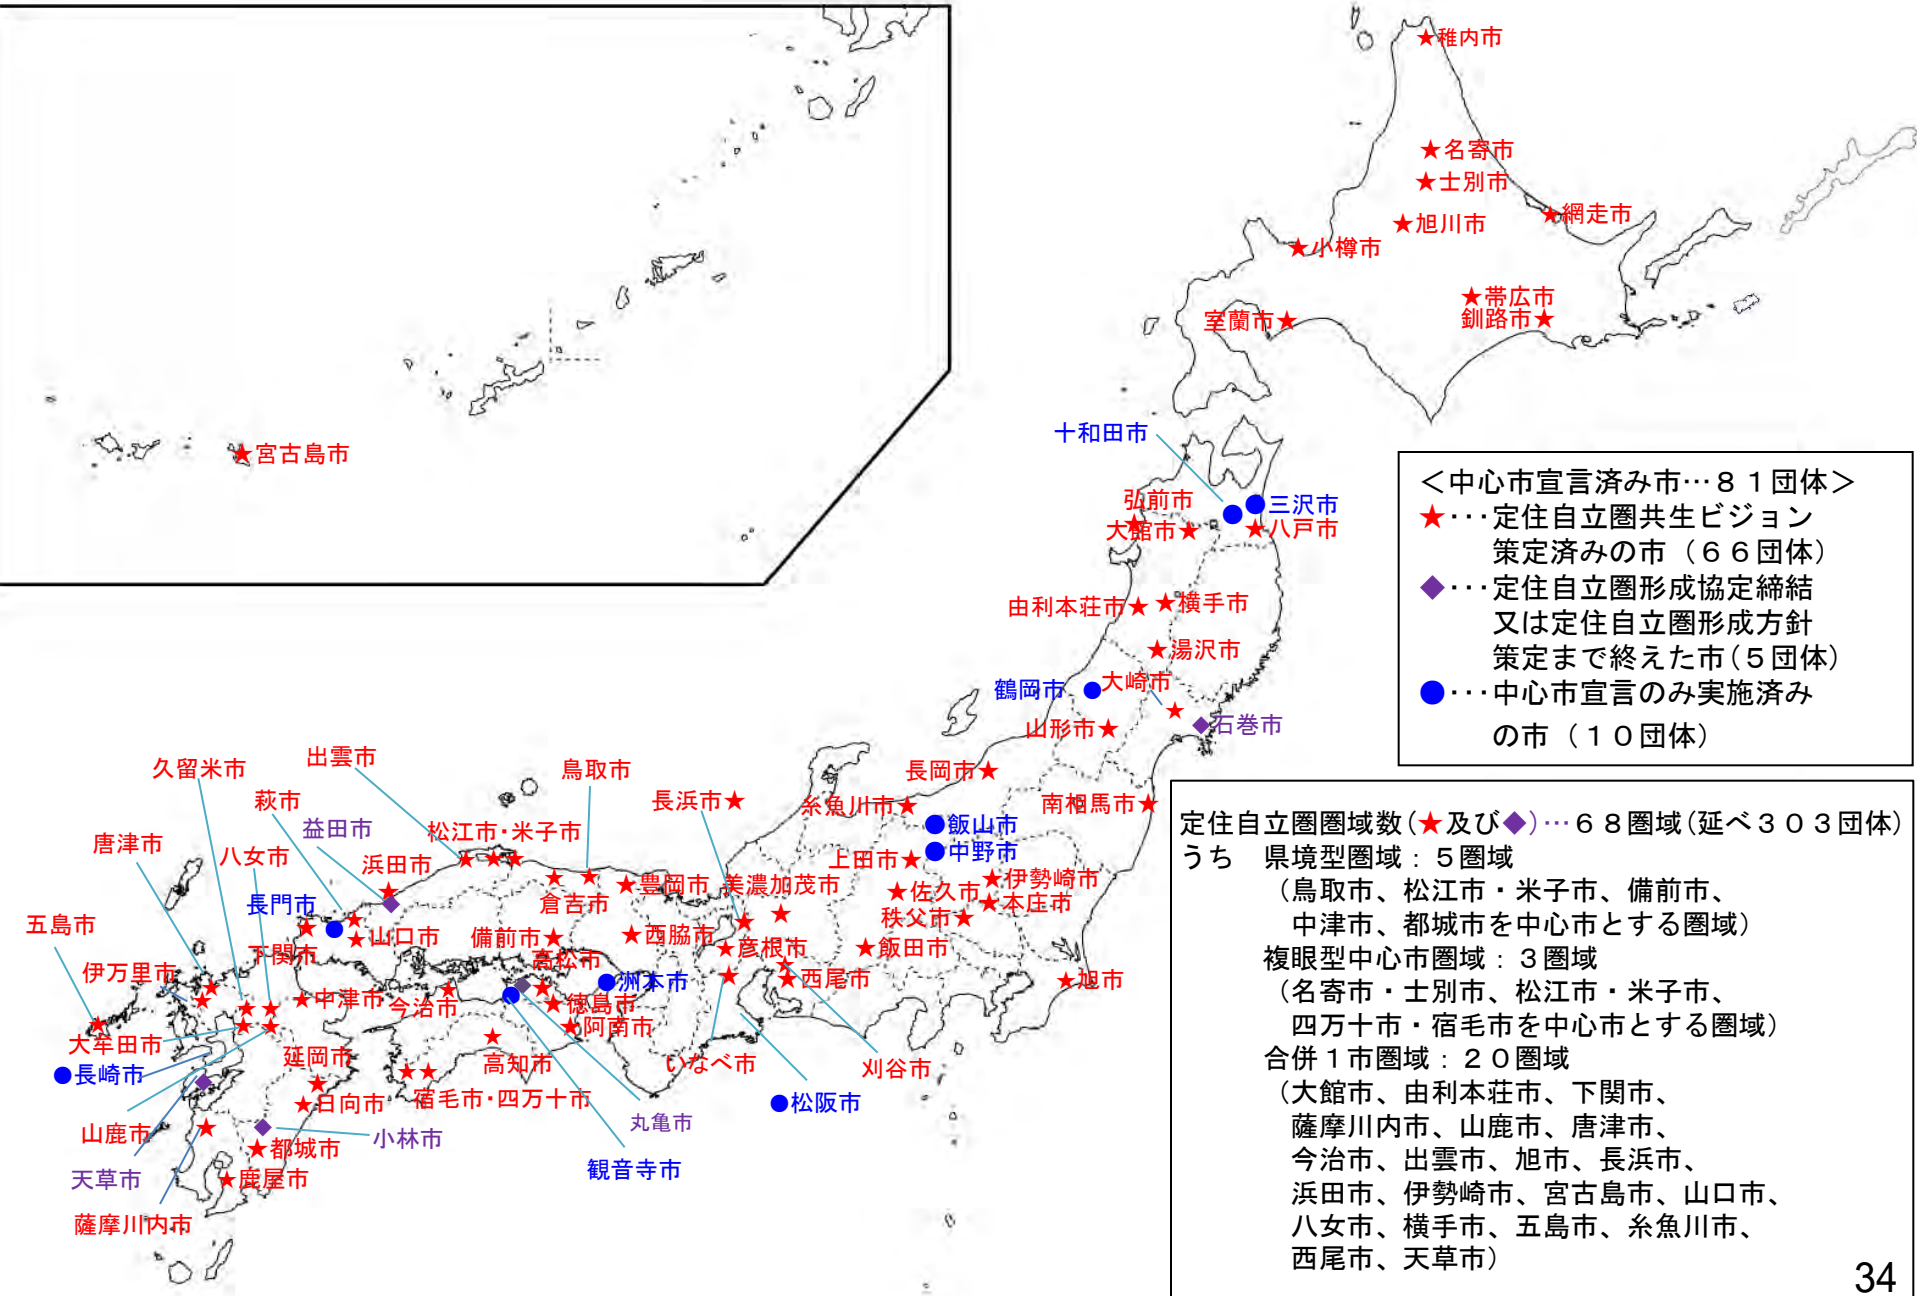 ★稚内市
★名寄市
★士別市
★網走市
★旭川市
★小樽市
★帯広市
釧路市★
室蘭市★
★宮古島市
十和田市
●三沢市
弘前市
大館市★
★八戸市
由利本荘市★
★横手市
★湯沢市
大崎市
鶴岡市
◆石巻市
山形市★
長岡市★
糸魚川市★
南相馬市★
●飯山市
●中野市
上田市★
★佐久市
★伊勢崎市
★本庄市
秩父市★
★飯田市
★旭市
久留米市
出雲市
鳥取市
長浜市★
萩市
益田市
松江市・米子市
唐津市
八女市
浜田市
★豊岡市
美濃加茂市
長門市
倉吉市
五島市
下関市
★山口市
備前市★
★西脇市
★彦根市
高松市
伊万里市
★中津市
今治市
●洲本市
★西尾市
★徳島市
★阿南市
大牟田市
延岡市
高知市
いなべ市
刈谷市
●長崎市
★日向市
宿毛市・四万十市
●松阪市
丸亀市
山鹿市
小林市
★都城市
天草市
★鹿屋市
観音寺市
薩摩川内市
＜中心市宣言済み市…８１団体＞
★･･･定住自立圏共生ビジョン
策定済みの市（６６団体）
◆･･･定住自立圏形成協定締結
又は定住自立圏形成方針
策定まで終えた市（５団体）
●･･･中心市宣言のみ実施済み
の市（１０団体）
定住自立圏圏域数（★及び◆）…６８圏域（延べ３０３団体）
うち　県境型圏域：５圏域
（鳥取市、松江市・米子市、備前市、
中津市、都城市を中心市とする圏域）
複眼型中心市圏域：３圏域
（名寄市・士別市、松江市・米子市、
四万十市・宿毛市を中心市とする圏域）
合併１市圏域：２０圏域
（大館市、由利本荘市、下関市、
薩摩川内市、山鹿市、唐津市、
今治市、出雲市、旭市、長浜市、
浜田市、伊勢崎市、宮古島市、山口市、
八女市、横手市、五島市、糸魚川市、
西尾市、天草市）
34